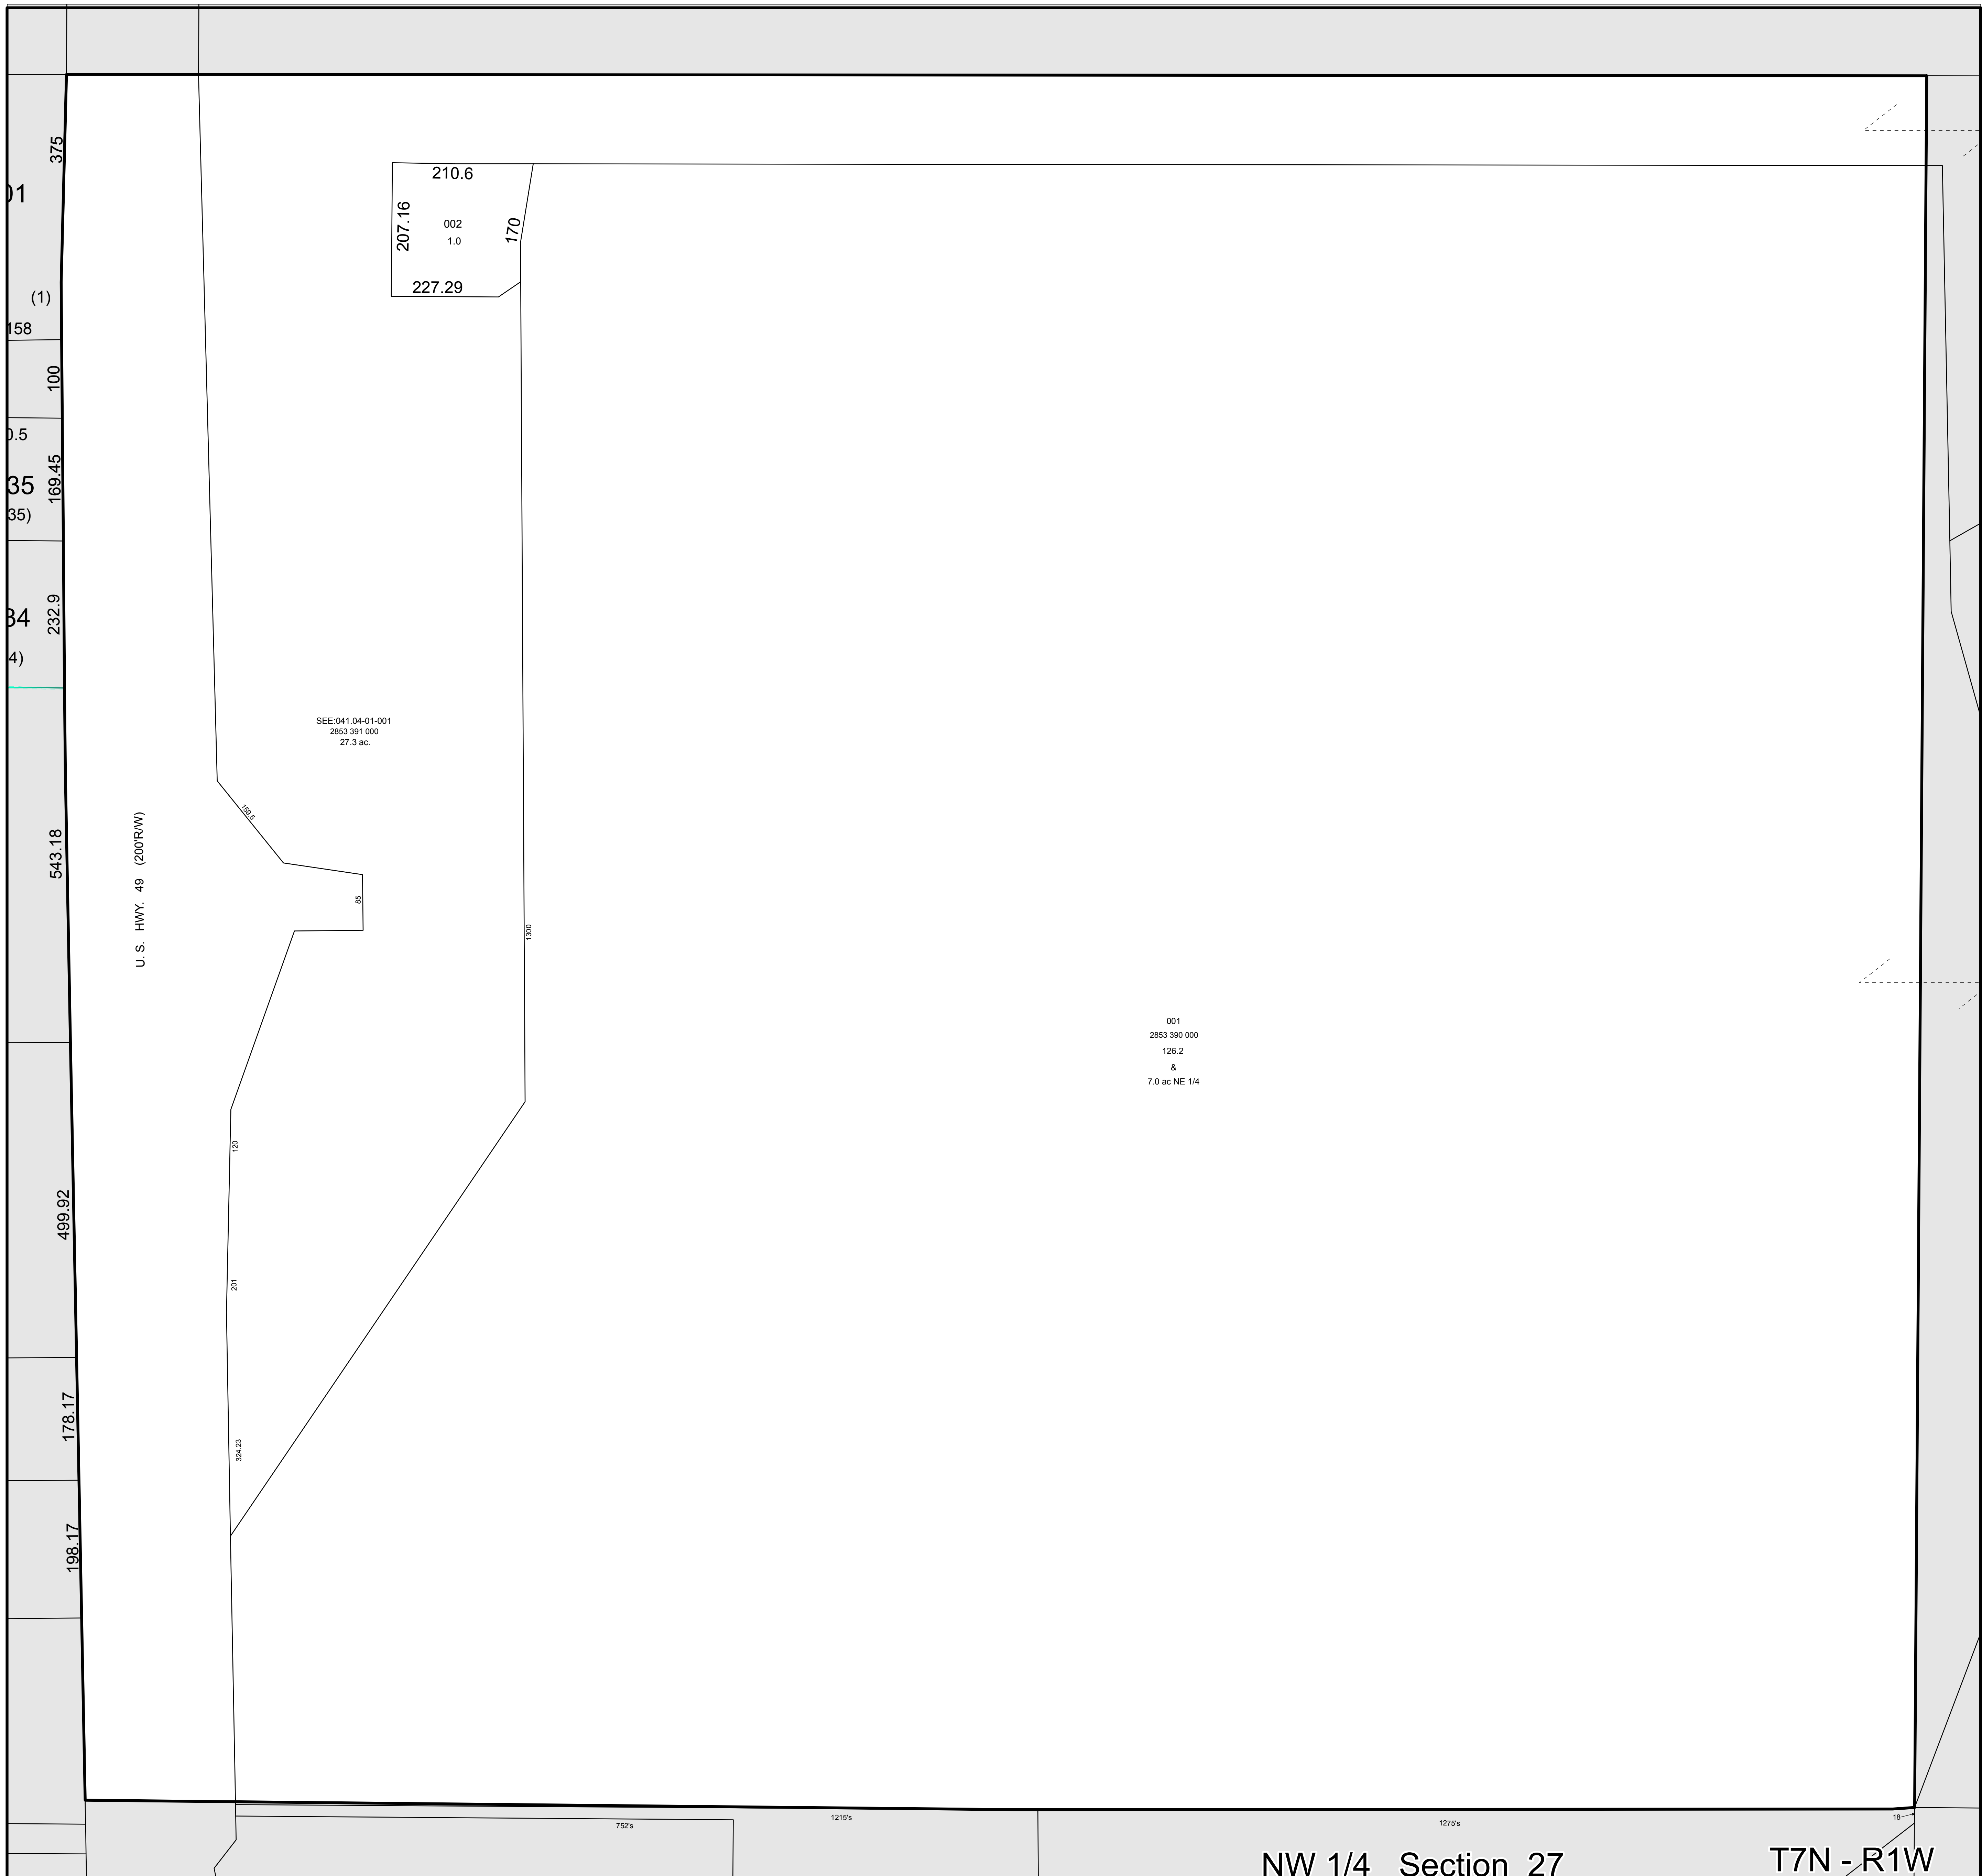 375
(1)
158
100
0.5
169.45
35
35)
232.9
34
4)
543.18
499.92
178.17
198.17
U. S. HWY. 49 (200'R/W)
210.6
207.16
002
1.0
170
227.29
SEE:041.04-01-001
2853 391 000
27.3 ac.
159.5
85
1300
120
201
324.23
001
2853 390 000
126.2
&
7.0 ac NE 1/4
752's
1215's
1275's
18
NW 1/4 Section 27
T7N - R1W